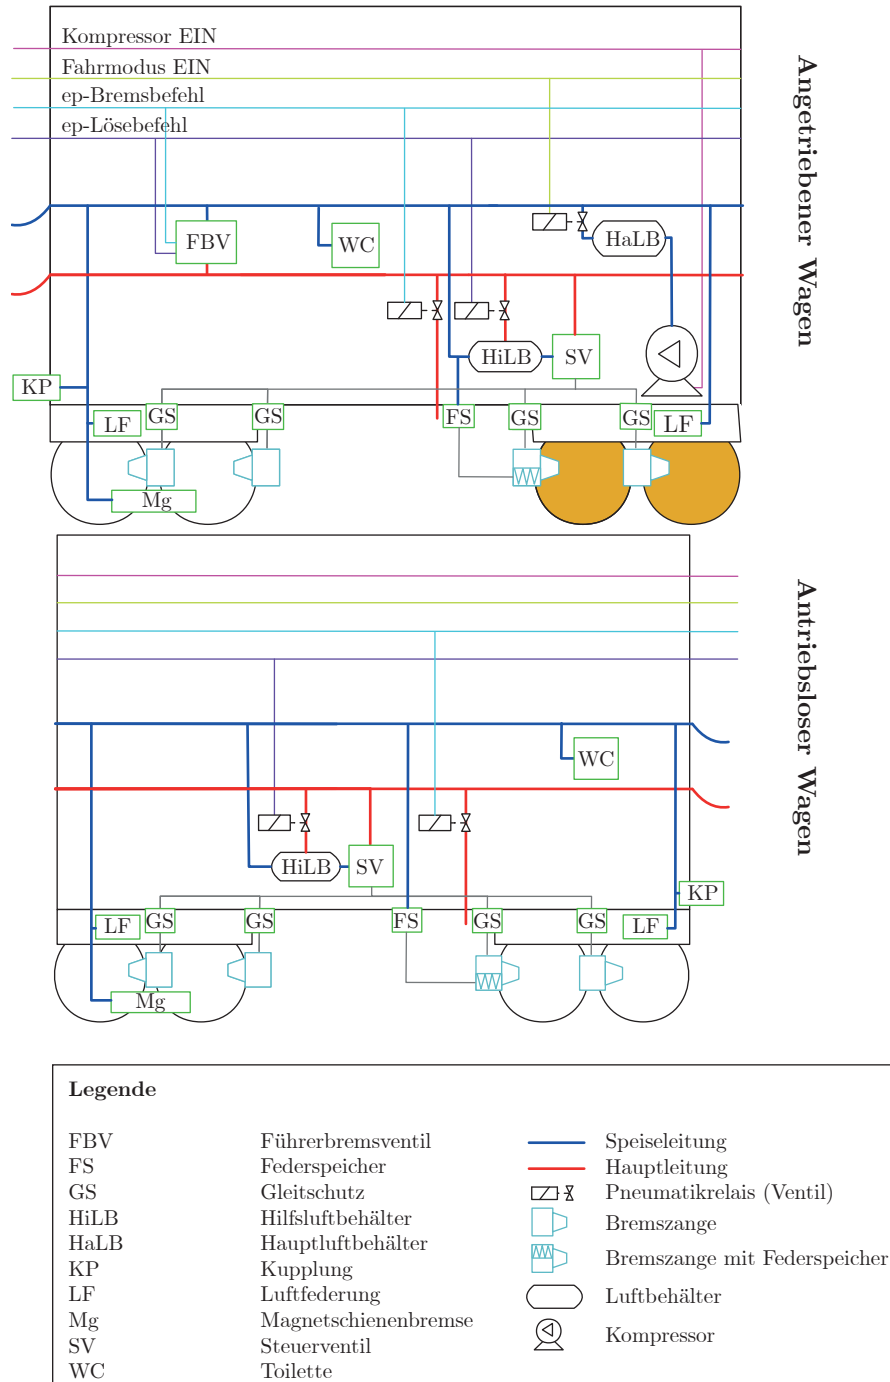 Kompressor EIN
Fahrmodus EIN
ep-Bremsbefehl
ep-Lösebefehl
Angetriebener Wagen
FBV
WC
HaLB
HiLB
SV
KP
LF
GS
GS
FS
GS
GS
LF
Mg
Antriebsloser Wagen
WC
HiLB
SV
KP
LF
GS
GS
FS
GS
GS
LF
Mg
Legende
FBV Führerbremsventil
FS Federspeicher
GS Gleitschutz
HiLB Hilfsluftbehälter
HaLB Hauptluftbehälter
KP Kupplung
LF Luftfederung
Mg Magnetschienenbremse
SV Steuerventil
WC Toilette
Speiseleitung
Hauptleitung
Pneumatikrelais (Ventil)
Bremszange
Bremszange mit Federspeicher
Luftbehälter
Kompressor